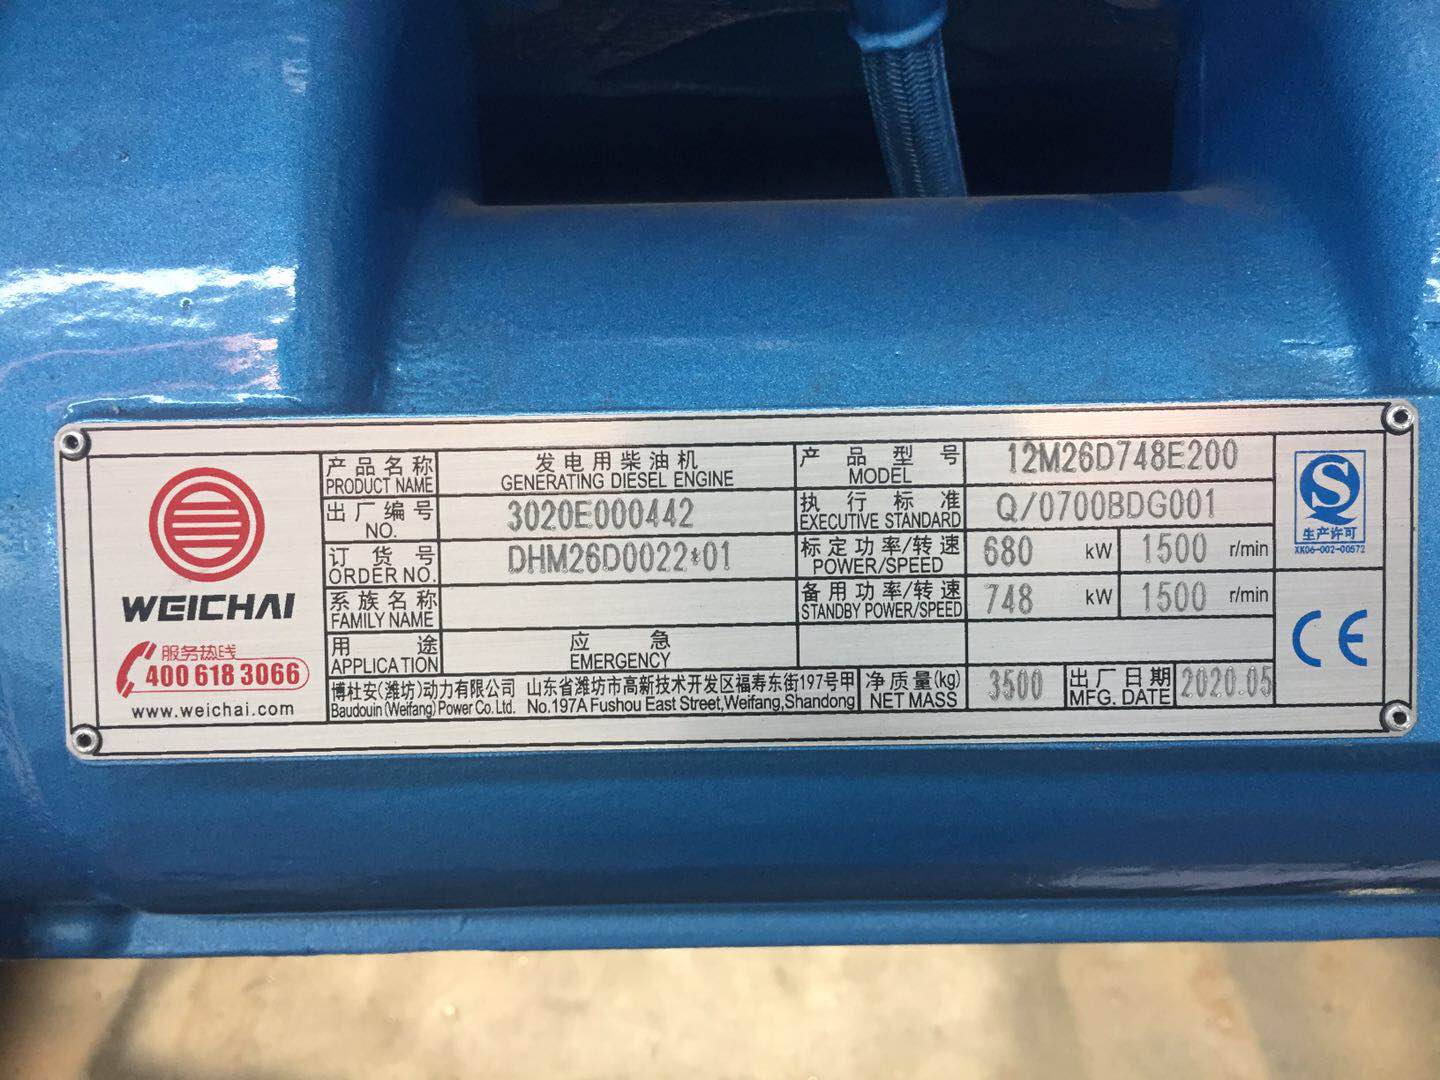 WEICHAI
服务热线
400 618 3066
www.weichai.com
产品名称
PRODUCT NAME
发电用柴油机
GENERATING DIESEL ENGINE
产品型号
MODEL
12M26D748E200
出厂编号
NO.
3020E000442
执行标准
EXECUTIVE STANDARD
Q/0700BDG001
订货号
ORDER NO.
DHM26D0022*01
标定功率/转速
POWER/SPEED
680 kW 1500 r/min
系族名称
FAMILY NAME
备用功率/转速
STANDBY POWER/SPEED
748 kW 1500 r/min
用途
APPLICATION
应急
EMERGENCY
博杜安(潍坊)动力有限公司 山东省潍坊市高新技术开发区福寿东街197号甲
Baudouin (Weifang) Power Co. Ltd. No.197A Fushou East Street, Weifang, Shandong
净质量(kg)
NET MASS
3500
出厂日期
MFG. DATE
2020.05
生产许可
XK06-002-00572
CE